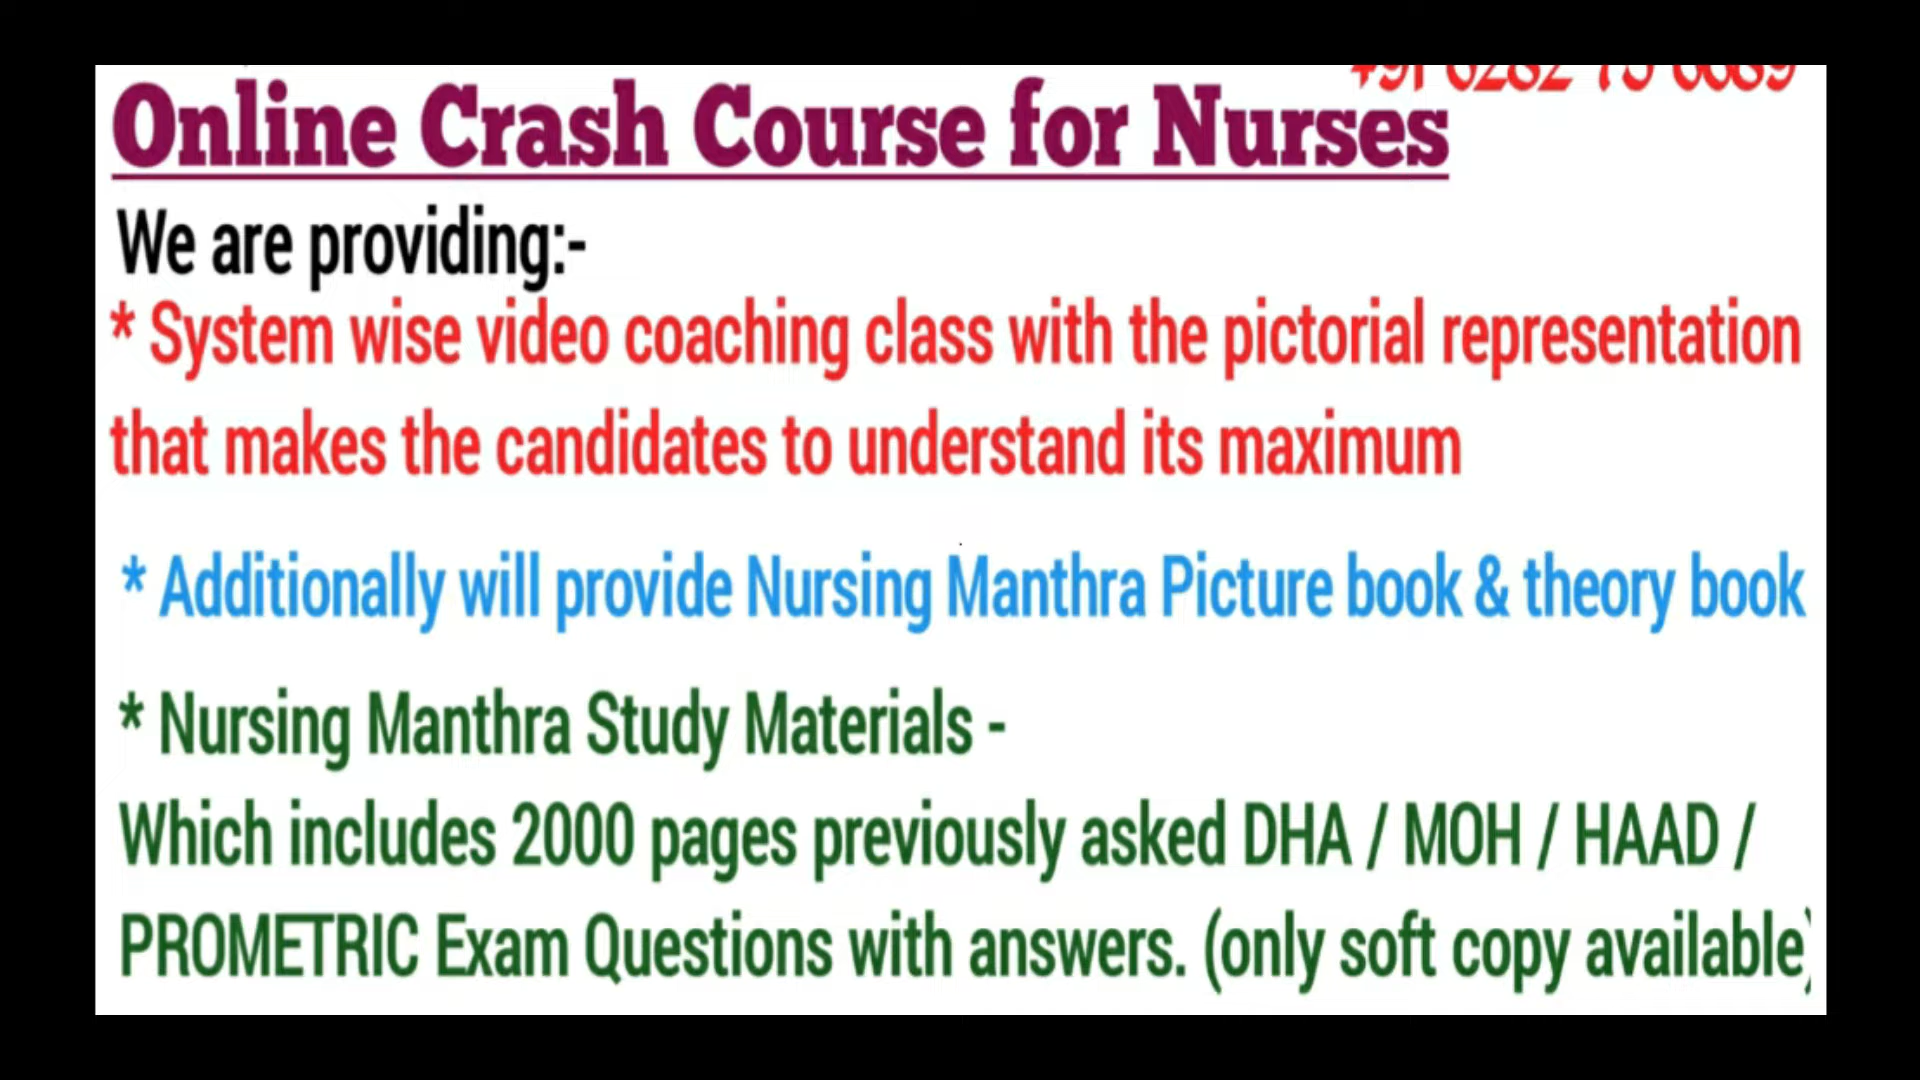 Online Crash Course for Nurses
We are providing:-
* System wise video coaching class with the pictorial representation
that makes the candidates to understand its maximum
* Additionally will provide Nursing Manthra Picture book & theory book
* Nursing Manthra Study Materials -
Which includes 2000 pages previously asked DHA / MOH / HAAD /
PROMETRIC Exam Questions with answers. (only soft copy available)